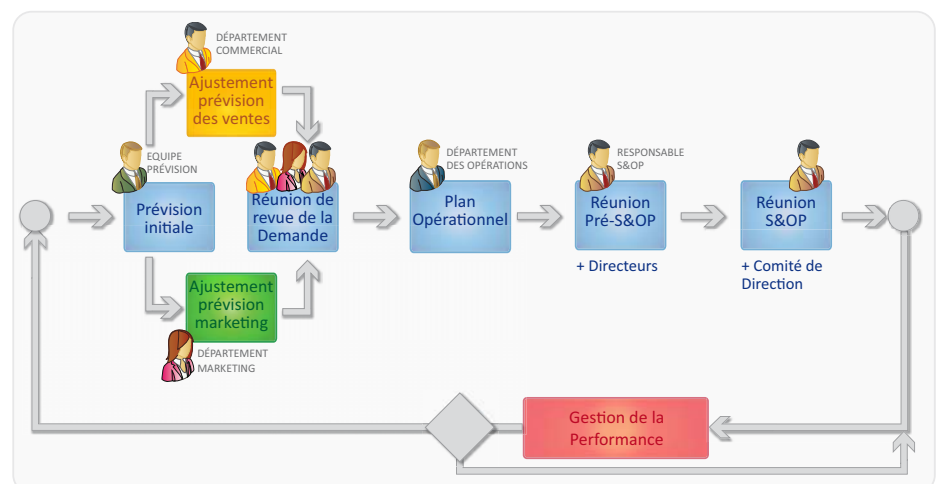 DÉPARTEMENT
COMMERCIAL
Ajustement
prévision
des ventes
EQUIPE
PRÉVISION
Prévision
initiale
Réunion de
revue de la
Demande
DÉPARTEMENT
DES OPÉRATIONS
Plan
Opérationnel
RESPONSABLE
S&OP
Réunion
Pré-S&OP
+ Directeurs
Réunion
S&OP
+ Comité de
Direction
Ajustement
prévision
marketing
DÉPARTEMENT
MARKETING
Gestion de la
Performance